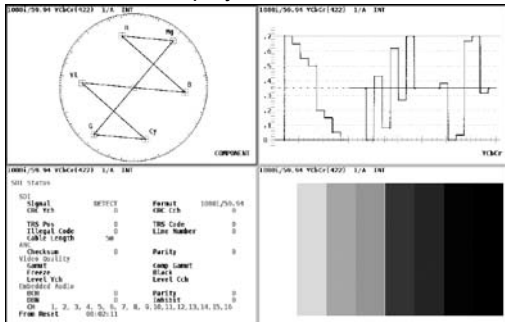 1080i/59.94 YCbCr(422) 1/A INT
R
Mg
Yl
B
G
Cy
COMPONENT
1080i/59.94 YCbCr(422) 1/A INT
YCbCr
1080i/59.94 YCbCr(422) 1/A INT
SDI Status
SDI
Signal DETECT Format 1080i/59.94
CRC Ych 0 CRC Cch 0
TRS Pos 0 TRS Code 0
Illegal Code 0 Line Number 0
Cable Length 5m
ANC
Checksum 0 Parity 0
Video Quality
Gamut Comp Gamut
Freeze Black
Level Ych Level Cch
Embedded Audio
BCH 0 Parity 0
DBN 0 Inhibit 0
CH 1, 2, 3, 4, 5, 6, 7, 8, 9,10,11,12,13,14,15,16
From Reset 00:02:11
1080i/59.94 YCbCr(422) 1/A INT